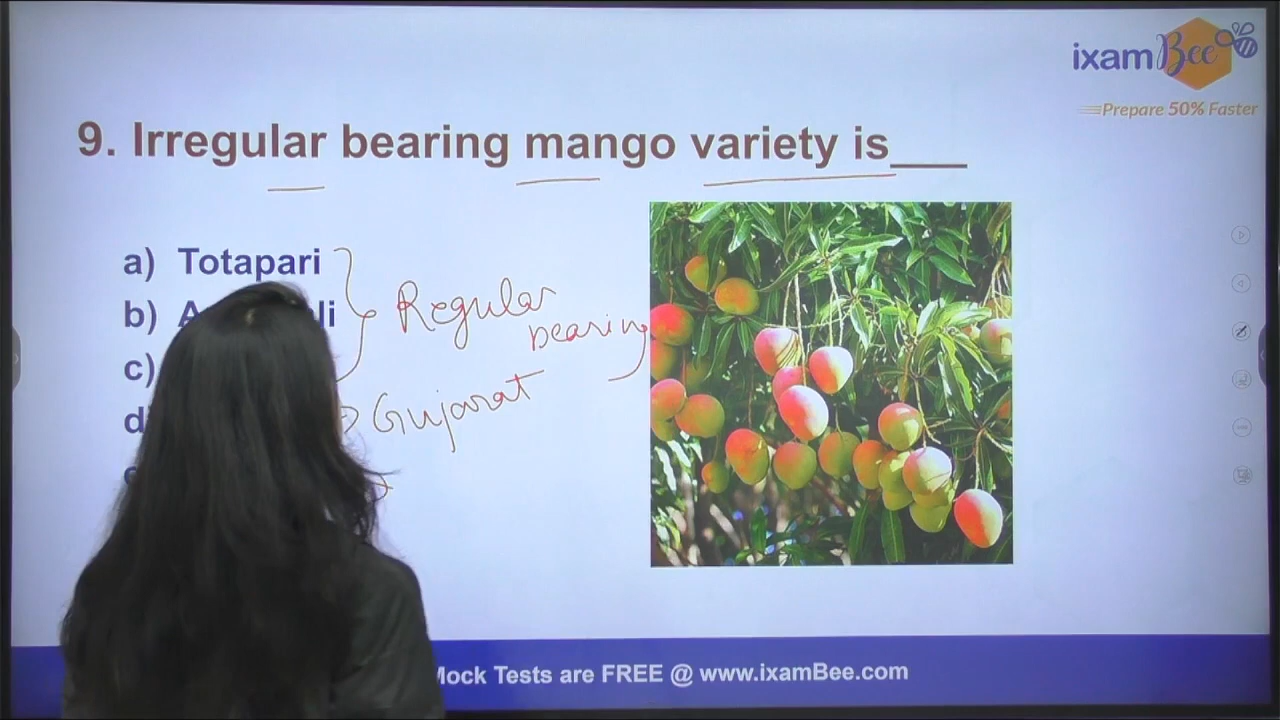 ixamBee
Prepare 50% Faster
9. Irregular bearing mango variety is___
a) Totapari
b)
c)
Regular
bearing
Gujarat
Mock Tests are FREE @ www.ixamBee.com